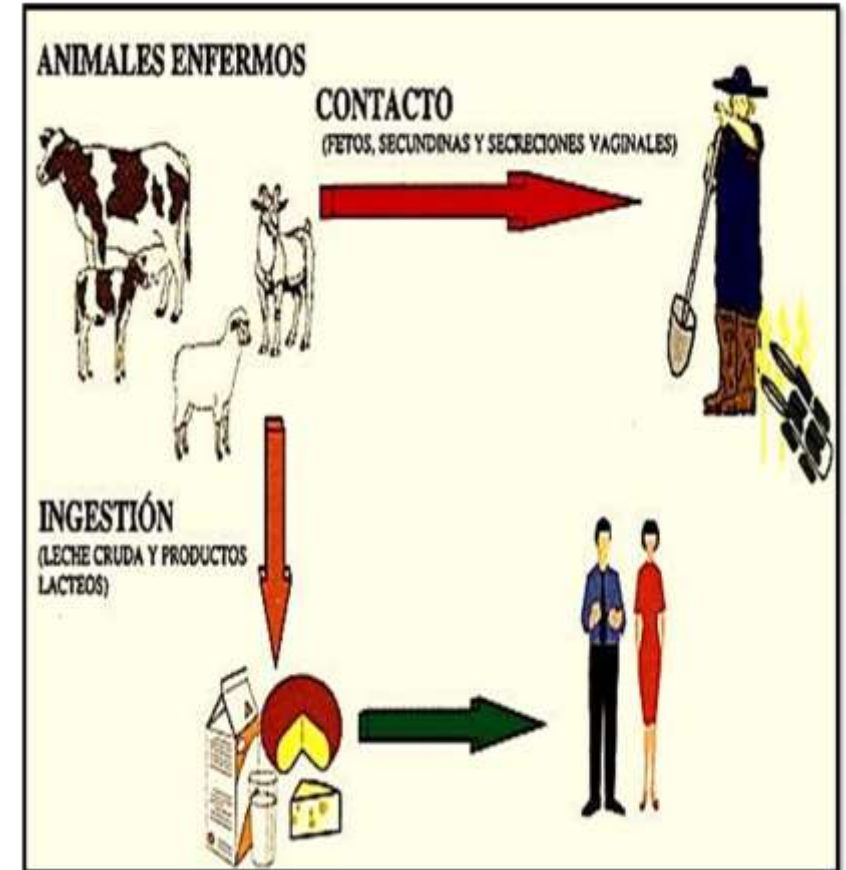 ANIMALES ENFERMOS
CONTACTO
(FETOS, SECUNDINAS Y SECRECIONES VAGINALES)
INGESTIÓN
(LECHE CRUDA Y PRODUCTOS
LACTEOS)